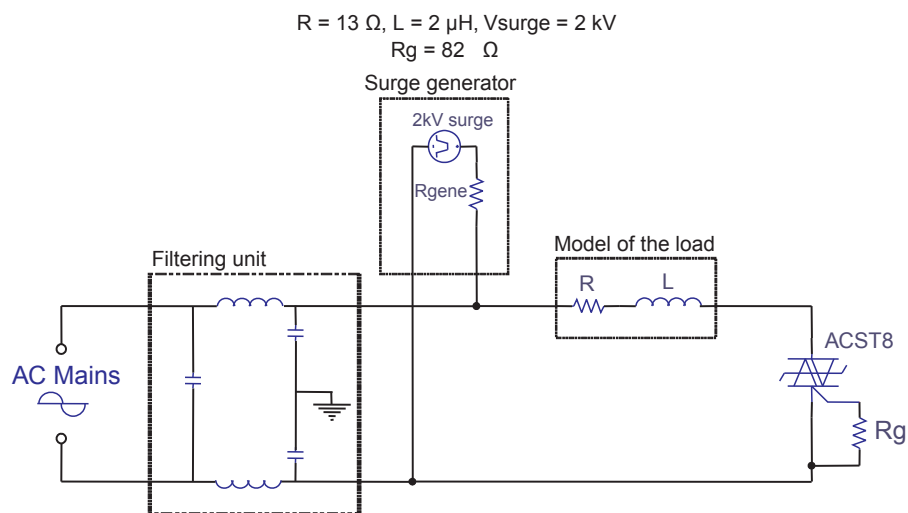 R = 13 Ω, L = 2 µH, Vsurge = 2 kV
Rg = 82 Ω
Surge generator
2kV surge
Rgene
Filtering unit
Model of the load
R
L
ACST8
AC Mains
Rg